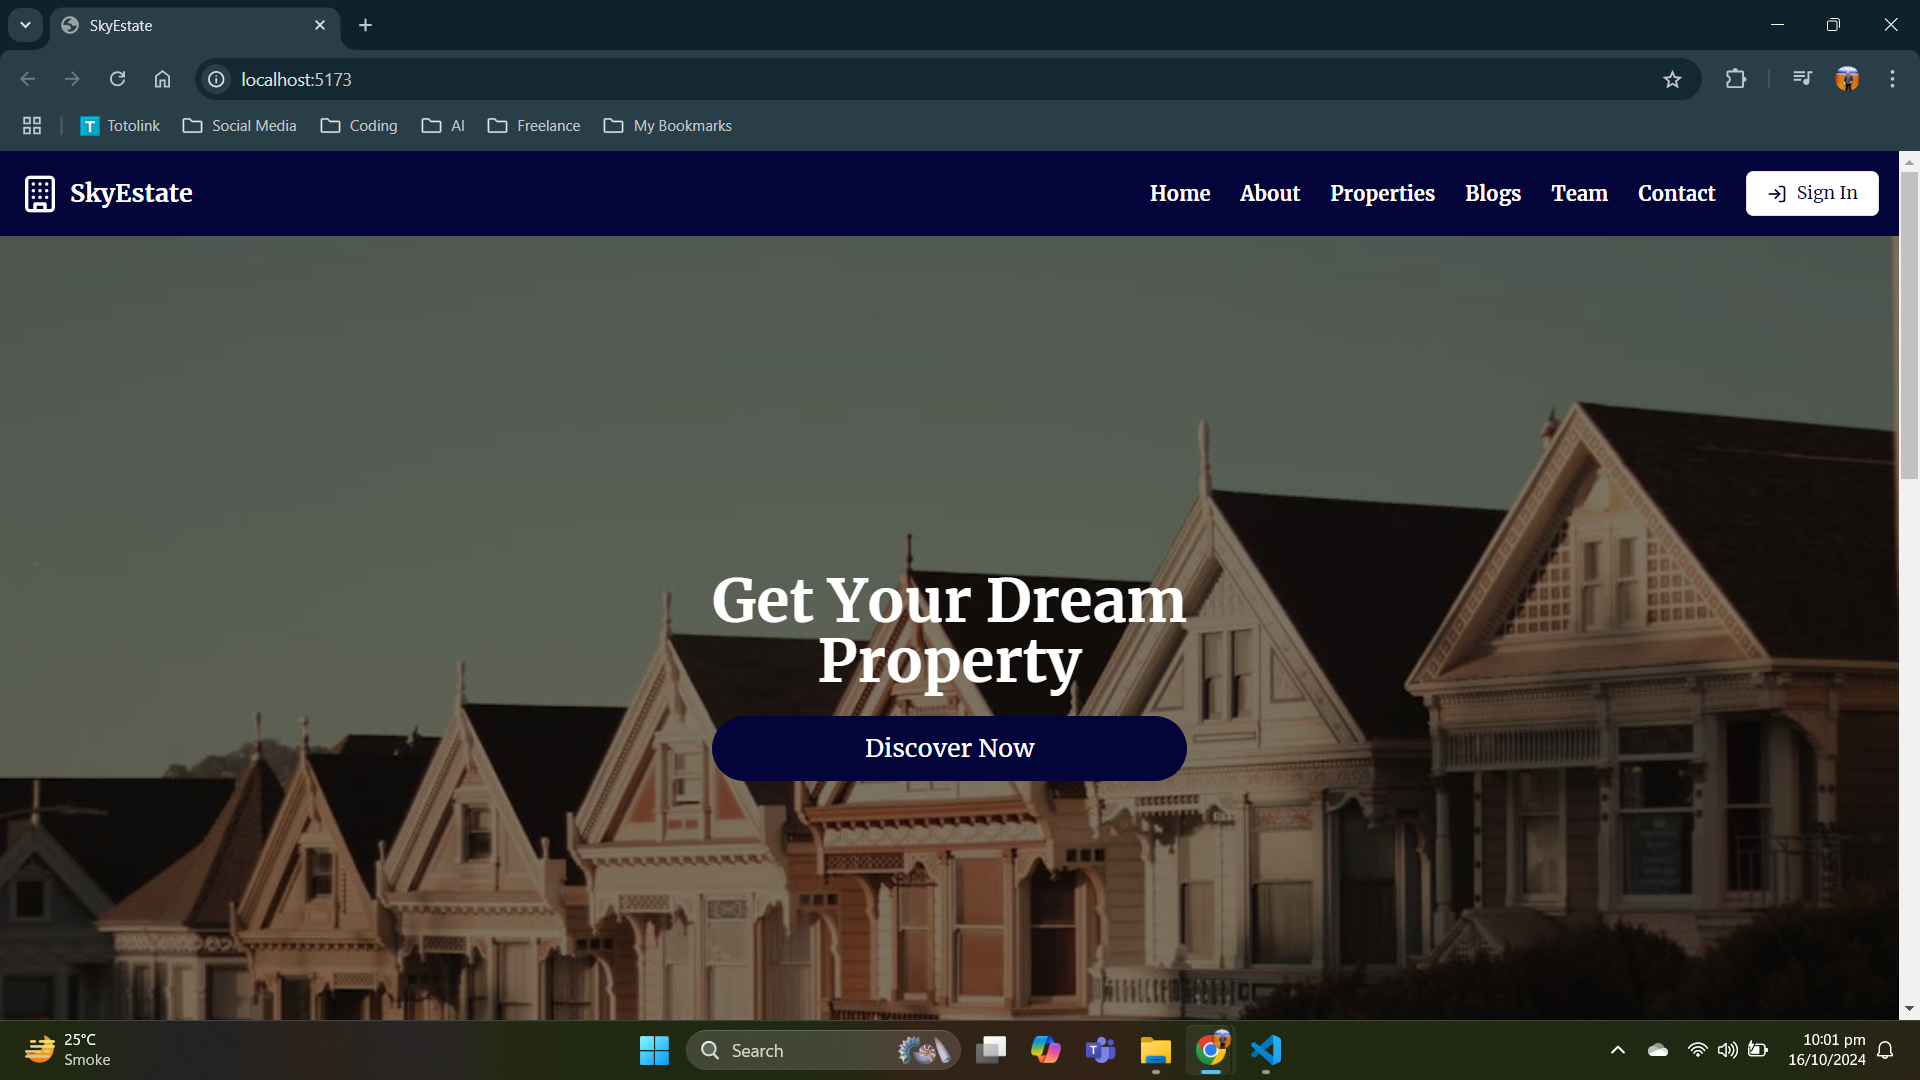 SkyEstate
localhost:5173
Totolink
Social Media
Coding
AI
Freelance
My Bookmarks
SkyEstate
Home
About
Properties
Blogs
Team
Contact
Sign In
Get Your Dream
Property
Discover Now
25°C
Smoke
Search
10:01 pm
16/10/2024